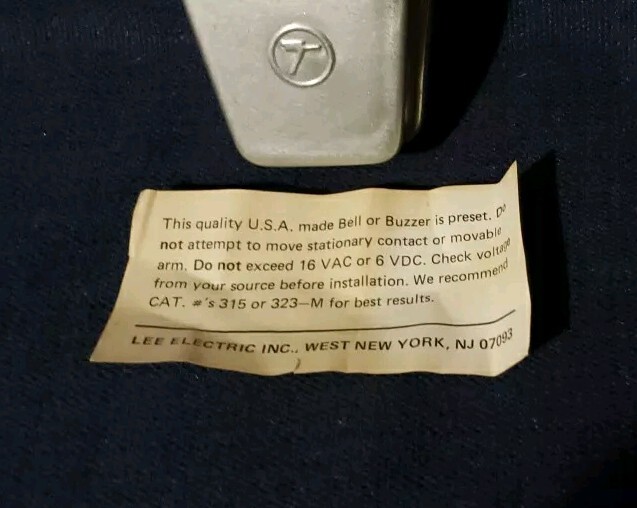 This quality U.S.A. made Bell or Buzzer is preset. Do
not attempt to move stationary contact or movable
arm. Do not exceed 16 VAC or 6 VDC. Check voltage
from your source before installation. We recommend
CAT. #'s 315 or 323—M for best results.
LEE ELECTRIC INC., WEST NEW YORK, NJ 07093